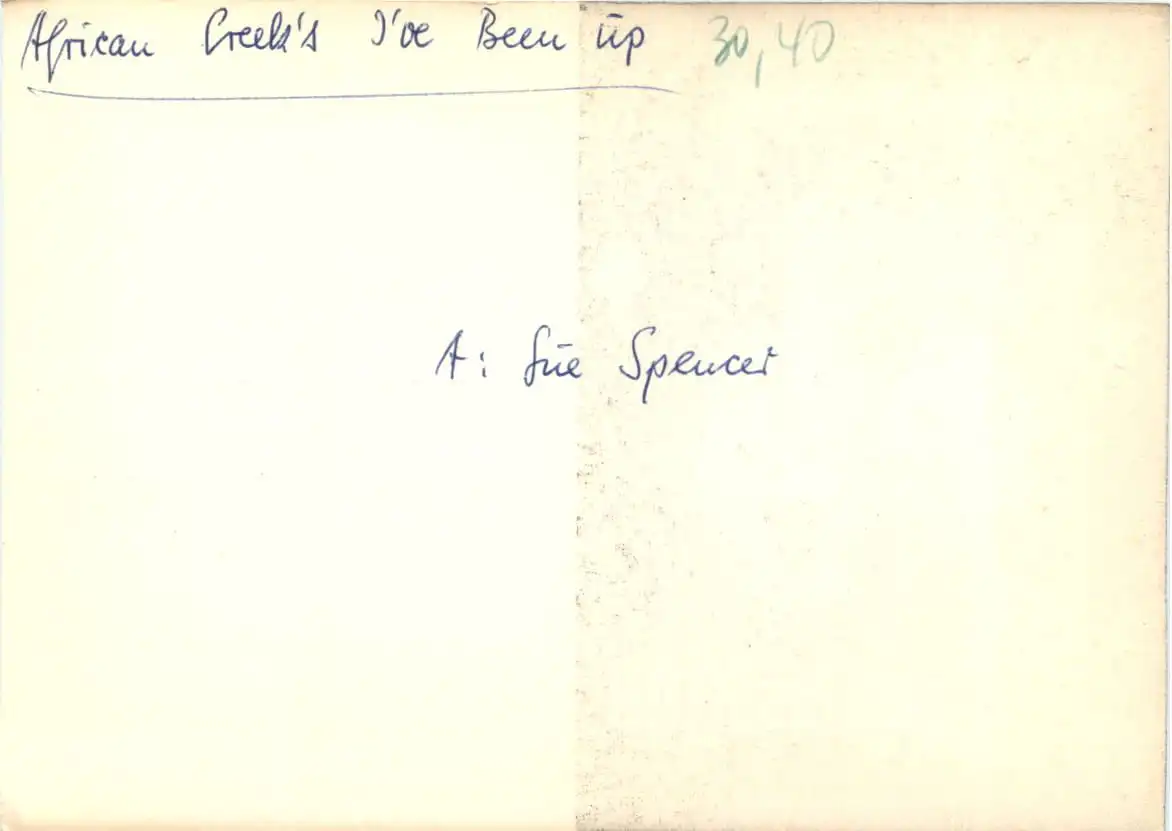 African Creek's I've Been up 30,40
A: Sue Spencer